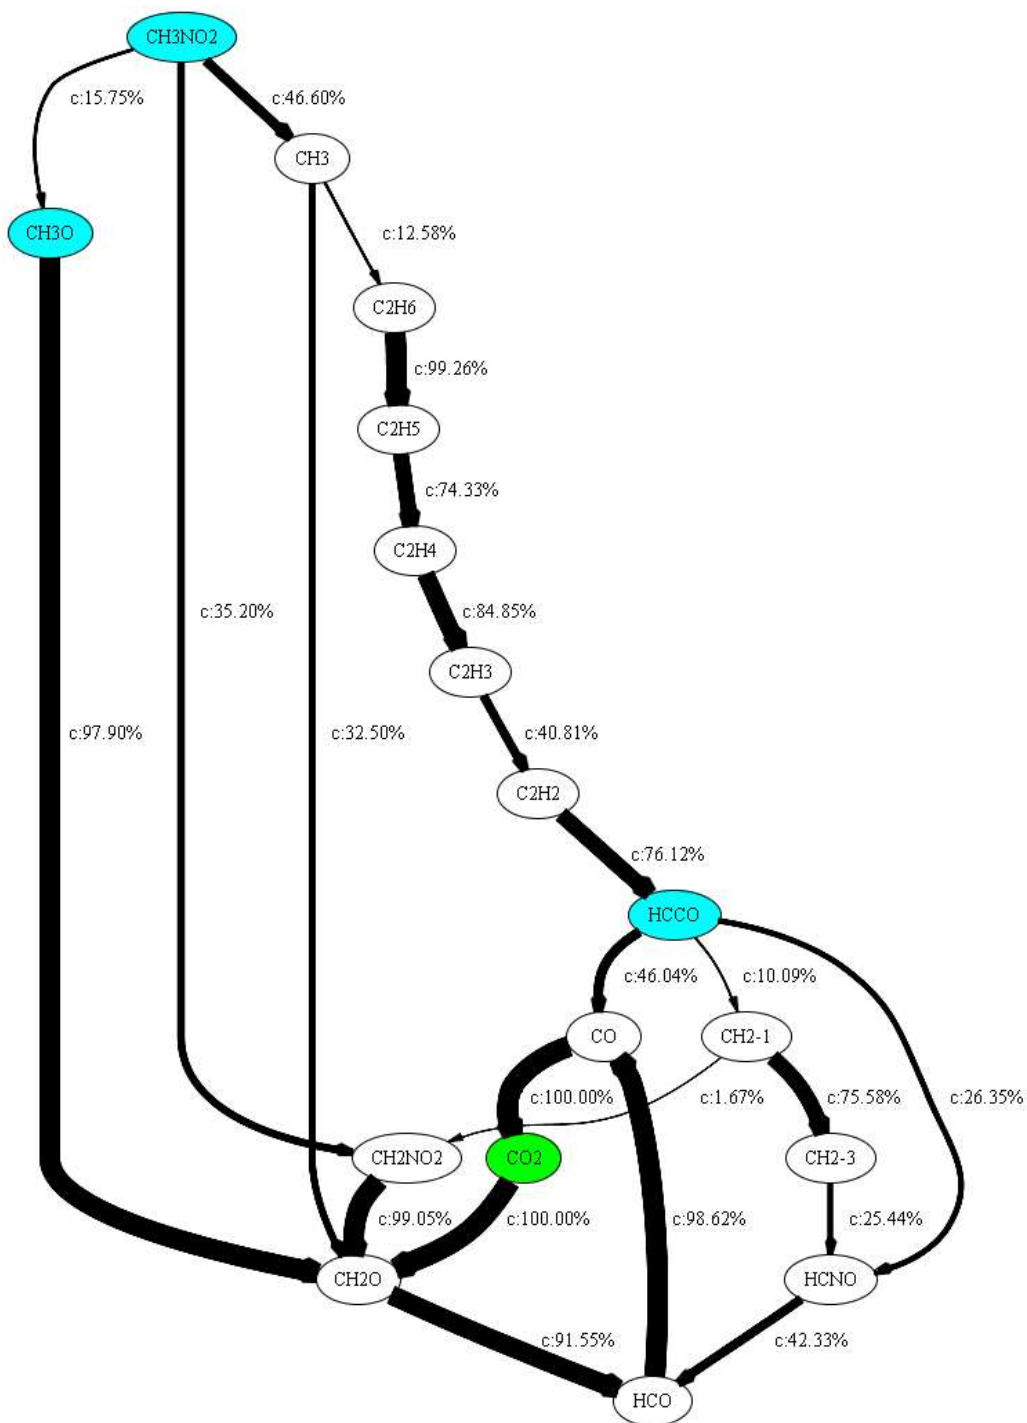 CH3NO2
c:15.75%
c:46.60%
CH3
CH3O
c:12.58%
C2H6
c:99.26%
C2H5
c:74.33%
C2H4
c:35.20%
c:84.85%
C2H3
c:97.90%
c:32.50%
c:40.81%
C2H2
c:76.12%
HCCO
c:46.04%
c:10.09%
CO
CH2-1
c:100.00%
c:1.67%
c:75.58%
c:26.35%
CH2NO2
CO2
CH2-3
c:99.05%
c:100.00%
c:98.62%
c:25.44%
CH2O
HCNO
c:91.55%
c:42.33%
HCO